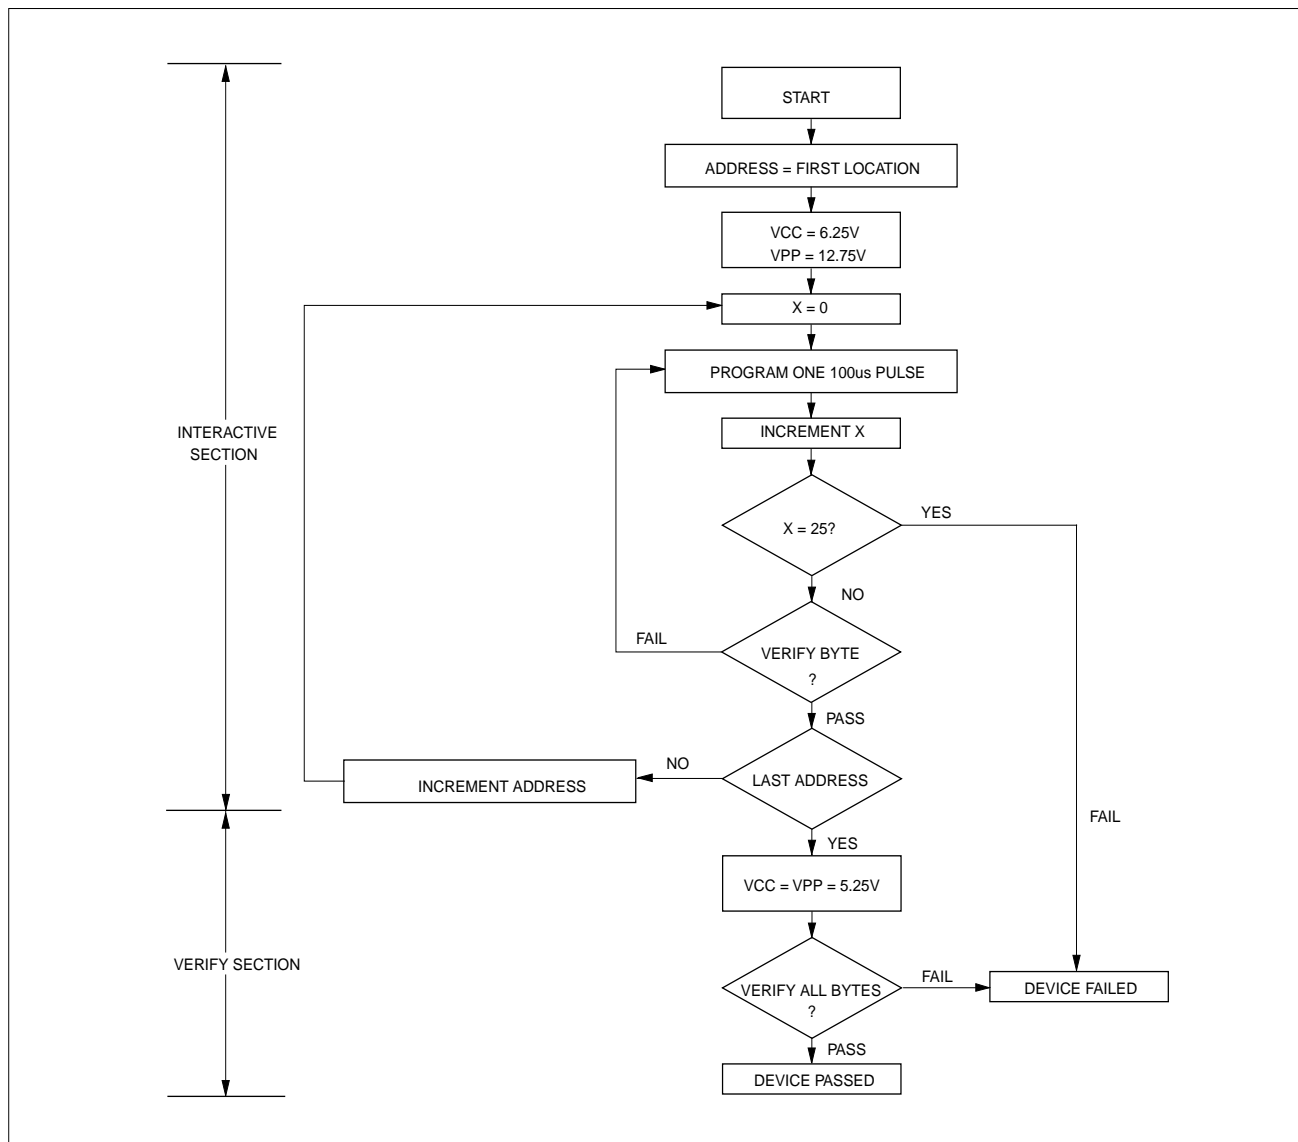 START
ADDRESS = FIRST LOCATION
VCC = 6.25V
VPP = 12.75V
X = 0
PROGRAM ONE 100us PULSE
INTERACTIVE
SECTION
INCREMENT X
X = 25?
YES
NO
FAIL
VERIFY BYTE
?
PASS
NO
LAST ADDRESS
INCREMENT ADDRESS
FAIL
YES
VCC = VPP = 5.25V
VERIFY SECTION
FAIL
VERIFY ALL BYTES
?
DEVICE FAILED
PASS
DEVICE PASSED